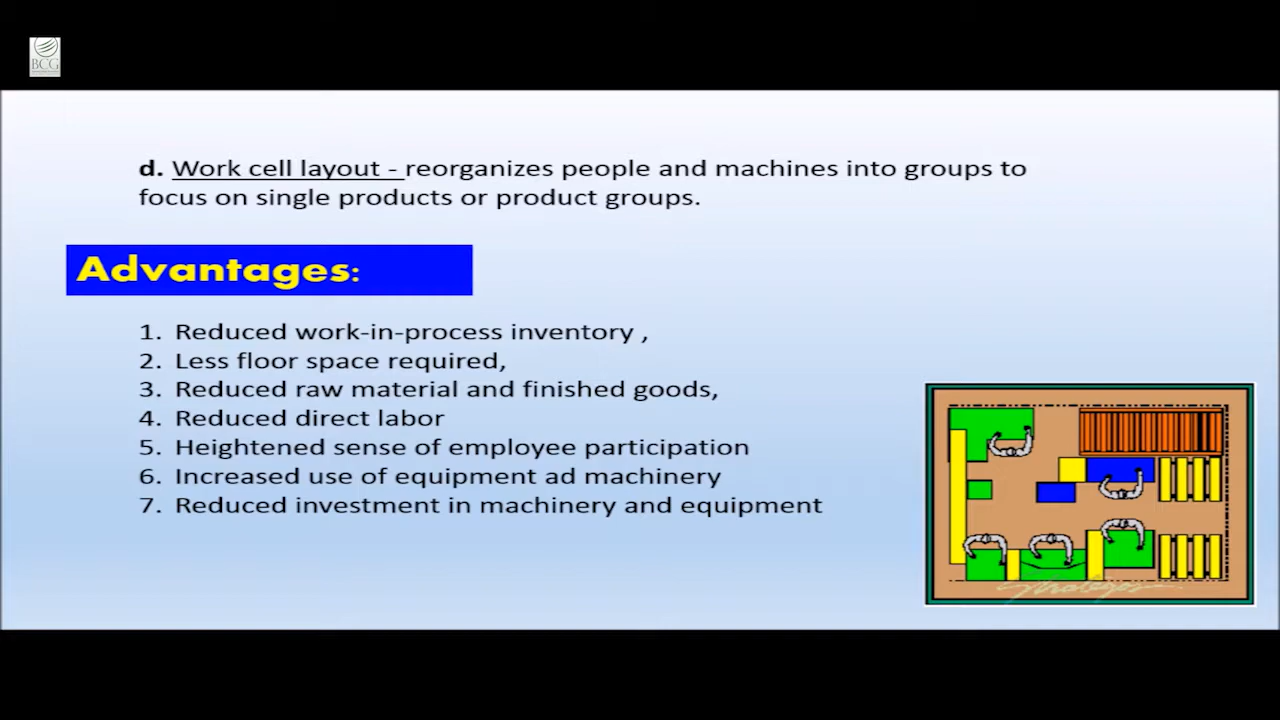 BCG
d. Work cell layout - reorganizes people and machines into groups to
focus on single products or product groups.
Advantages:
1. Reduced work-in-process inventory ,
2. Less floor space required,
3. Reduced raw material and finished goods,
4. Reduced direct labor
5. Heightened sense of employee participation
6. Increased use of equipment ad machinery
7. Reduced investment in machinery and equipment